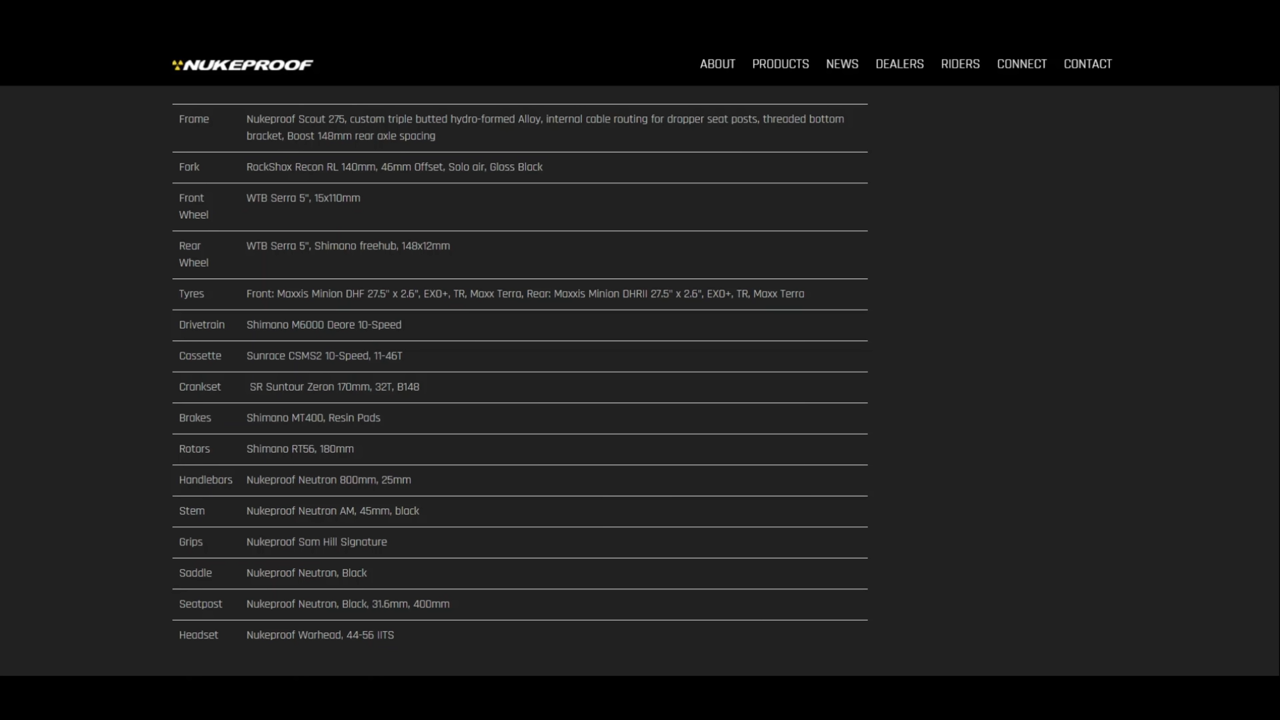 NUKEPROOF
ABOUT PRODUCTS NEWS DEALERS RIDERS CONNECT CONTACT
Frame Nukeproof Scout 275, custom triple butted hydro-formed Alloy, internal cable routing for dropper seat posts, threaded bottom
bracket, Boost 148mm rear axle spacing
Fork RockShox Recon RL 140mm, 46mm Offset, Solo air, Gloss Black
Front WTB Serra 5", 15x110mm
Wheel
Rear WTB Serra 5", Shimano freehub, 148x12mm
Wheel
Tyres Front: Maxxis Minion DHF 27.5" x 2.6", EXO+, TR, Maxx Terra, Rear: Maxxis Minion DHRII 27.5" x 2.6", EXO+, TR, Maxx Terra
Drivetrain Shimano M6000 Deore 10-Speed
Cassette Sunrace CSMS2 10-Speed, 11-46T
Crankset SR Suntour Zeron 170mm, 32T, B148
Brakes Shimano MT400, Resin Pads
Rotors Shimano RT56, 180mm
Handlebars Nukeproof Neutron 800mm, 25mm
Stem Nukeproof Neutron AM, 45mm, black
Grips Nukeproof Sam Hill Signature
Saddle Nukeproof Neutron, Black
Seatpost Nukeproof Neutron, Black, 31.6mm, 400mm
Headset Nukeproof Warhead, 44-56 IITS